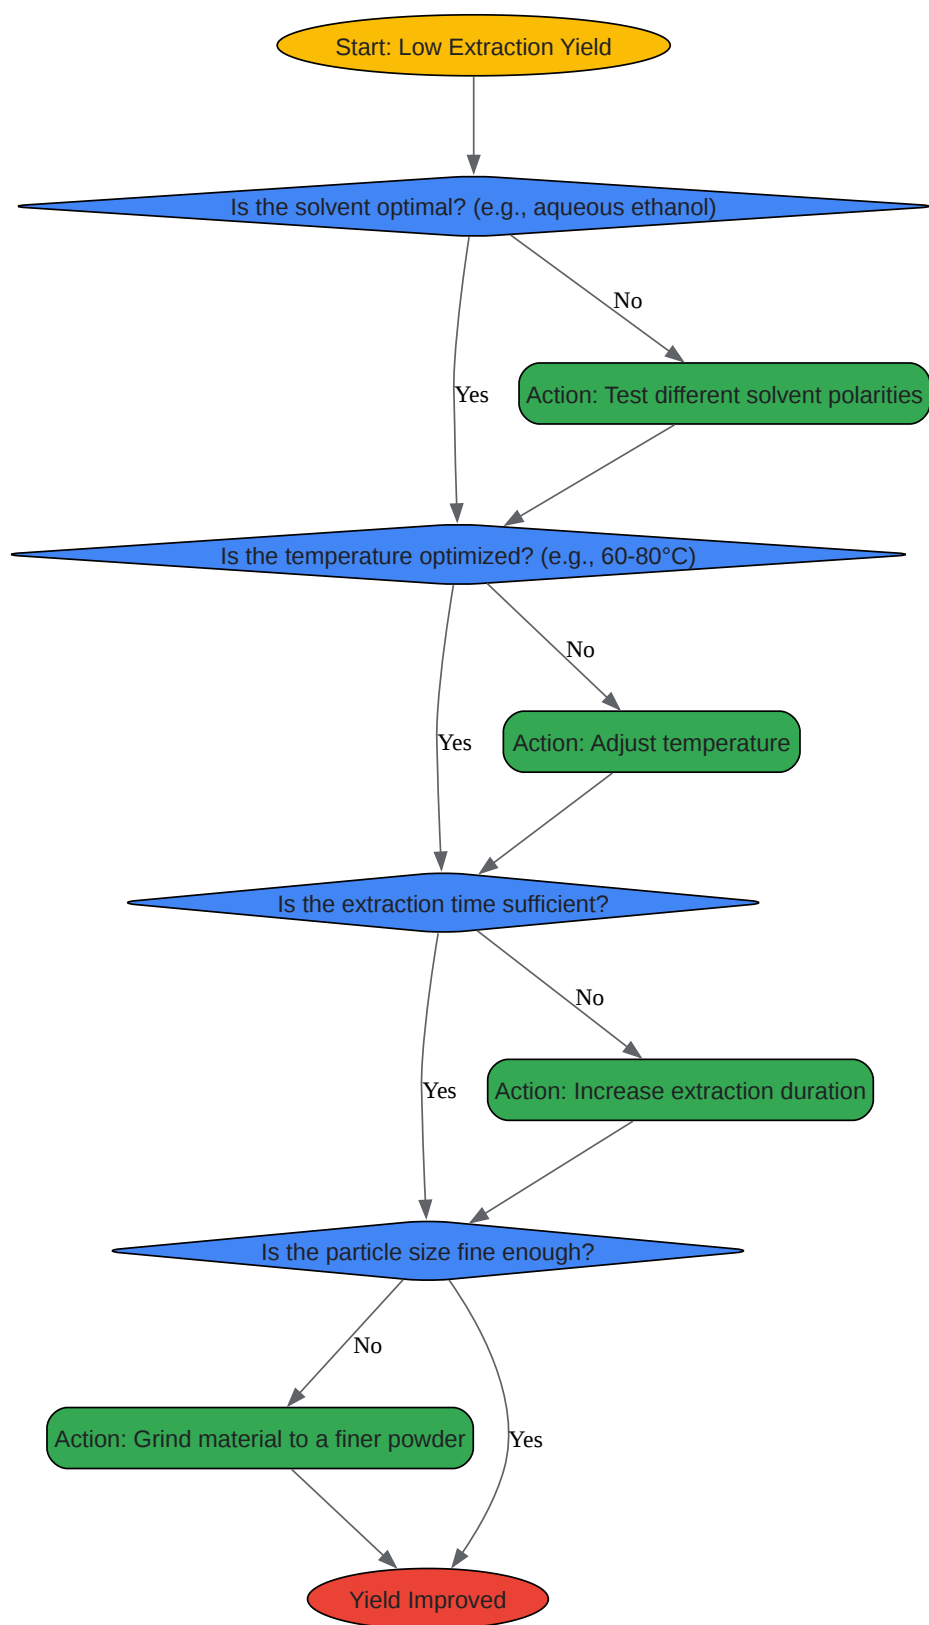 Start: Low Extraction Yield
Is the solvent optimal? (e.g., aqueous ethanol)
No
Action: Test different solvent polarities
Yes
Is the temperature optimized? (e.g., 60-80°C)
No
Action: Adjust temperature
Yes
Is the extraction time sufficient?
No
Action: Increase extraction duration
Yes
Is the particle size fine enough?
No
Action: Grind material to a finer powder
Yes
Yield Improved